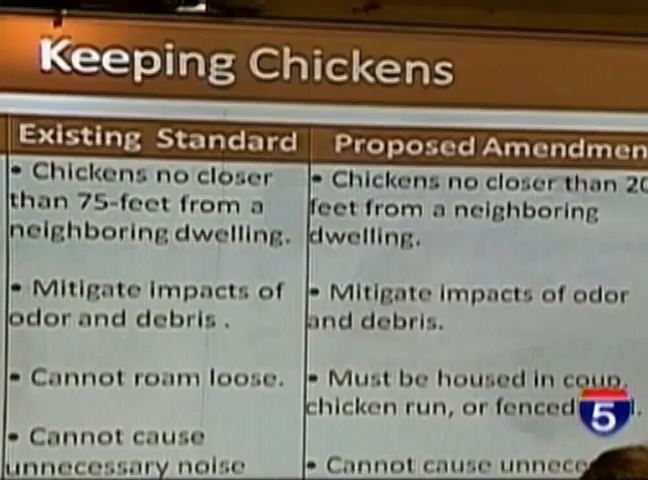 Keeping Chickens
Existing Standard
• Chickens no closer
than 75-feet from a
neighboring dwelling.
• Mitigate impacts of
odor and debris .
• Cannot roam loose.
• Cannot cause
unnecessary noise
Proposed Amendmen
• Chickens no closer than 20
feet from a neighboring
dwelling.
• Mitigate impacts of odor
and debris.
• Must be housed in coup,
chicken run, or fenced
• Cannot cause unnece
5